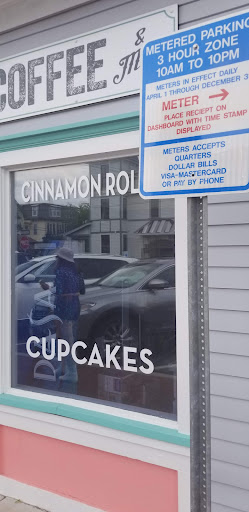 COFFEE &
METERED PARKING
3 HOUR ZONE
10AM TO 10PM
METERS IN EFFECT DAILY
APRIL 1 THROUGH DECEMBER 3
METER →
PLACE RECIEPT ON
DASHBOARD WITH TIME STAMP
DISPLAYED
METERS ACCEPTS
QUARTERS
DOLLAR BILLS
VISA-MASTERCARD
OR PAY BY PHONE
CINNAMON ROL
CUPCAKES